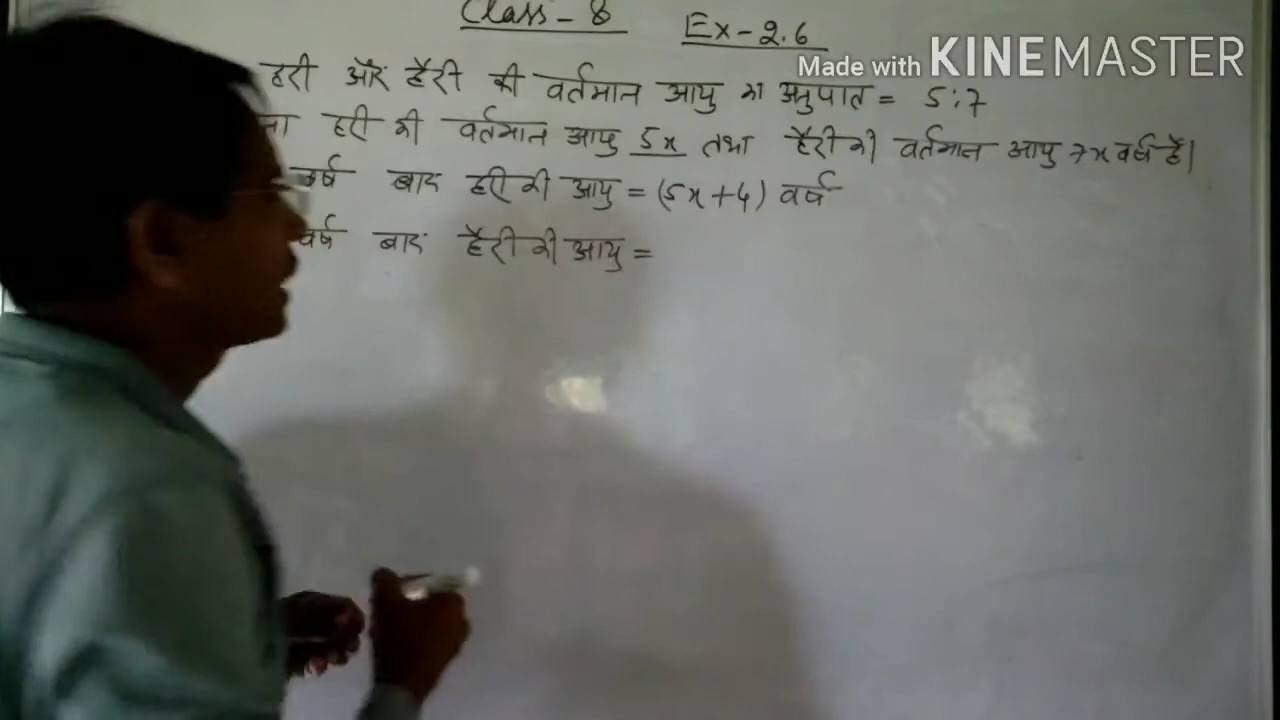 Class - 8 Ex - 2.6
Made with KINEMASTER
हरी और हैरी की वर्तमान आयु का अनुपात = 5:7
हरी की वर्तमान आयु 5x तथा हैरी की वर्तमान आयु 7x वर्ष है।
वर्ष बाद हरी की आयु = (5x+4) वर्ष
वर्ष बाद हैरी की आयु =